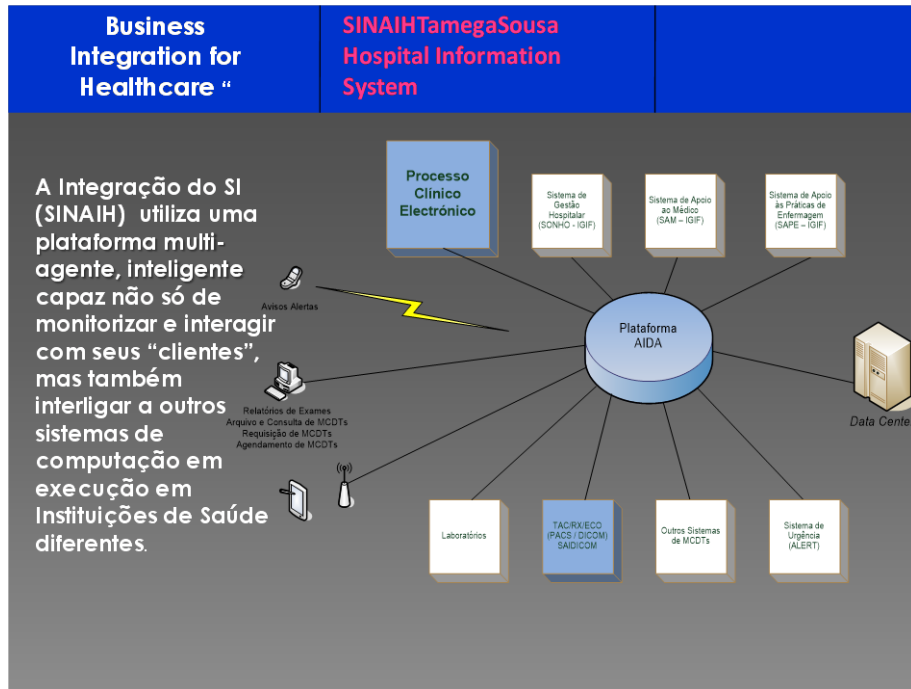 Business
Integration for
Healthcare “
SINAIHTamegaSousa
Hospital Information
System
A Integração do SI
(SINAIH) utiliza uma
plataforma multi-
agente, inteligente
capaz não só de
monitorizar e interagir
com seus “clientes”,
mas também
interligar a outros
sistemas de
computação em
execução em
Instituições de Saúde
diferentes.
Processo
Clínico
Electrónico
Sistema de
Gestão
Hospitalar
(SONHO - IGIF)
Sistema de Apoio
ao Médico
(SAM – IGIF)
Sistema de Apoio
às Práticas de
Enfermagem
(SAPE – IGIF)
Avisos Alertas
Plataforma
AIDA
Relatórios de Exames
Arquivo e Consulta de MCDTs
Requisição de MCDTs
Agendamento de MCDTs
Data Center
Laboratórios
TAC/RX/ECO
(PACS / DICOM)
SAIDICOM
Outros Sistemas
de MCDTs
Sistema de
Urgência
(ALERT)